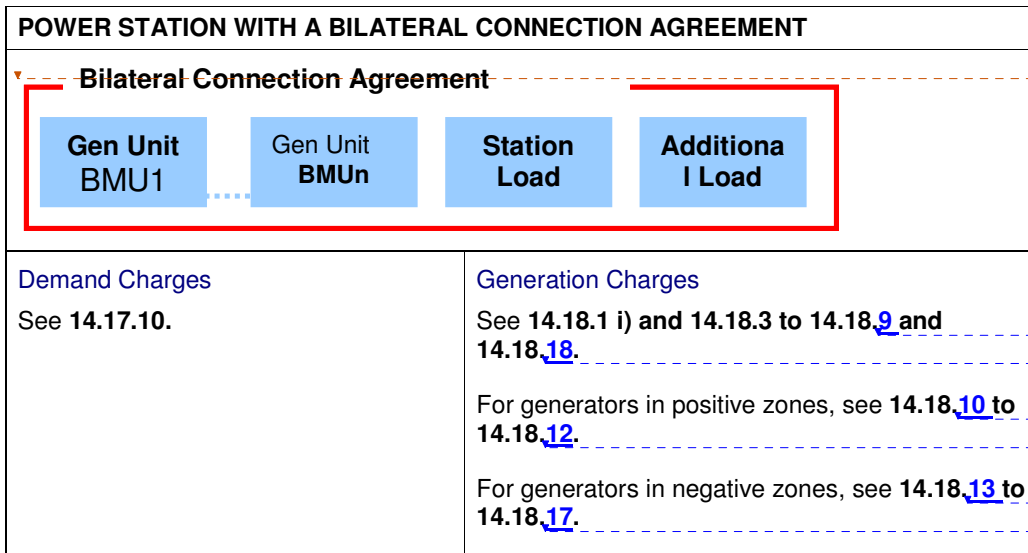 POWER STATION WITH A BILATERAL CONNECTION AGREEMENT
Bilateral Connection Agreement
Gen Unit
BMU1
Gen Unit
BMUn
Station
Load
Additiona
l Load
Demand Charges
See 14.17.10.
Generation Charges
See 14.18.1 i) and 14.18.3 to 14.18.9 and
14.18.18.
For generators in positive zones, see 14.18.10 to
14.18.12.
For generators in negative zones, see 14.18.13 to
14.18.17.